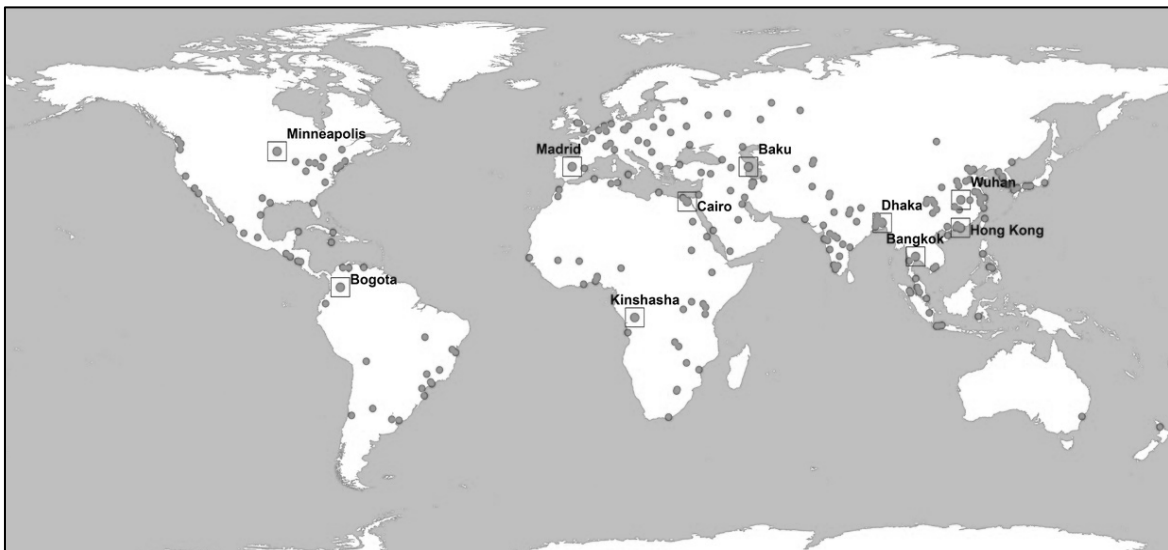 Minneapolis
Madrid
Baku
Wuhan
Cairo
Dhaka
Hong Kong
Bangkok
Bogota
Kinshasha